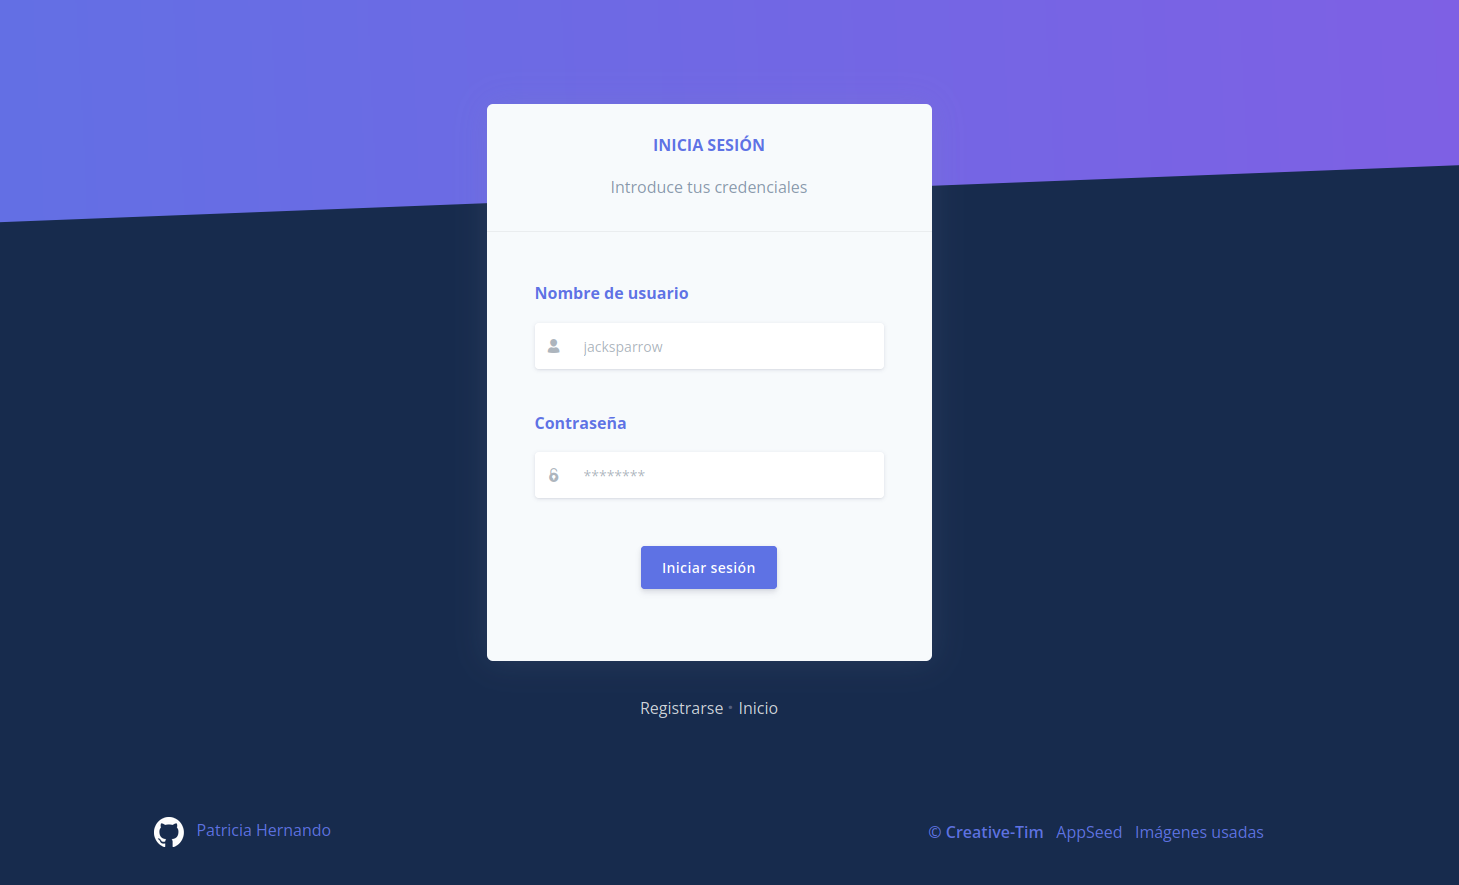 INICIA SESIÓN
Introduce tus credenciales
Nombre de usuario
jacksparrow
Contraseña
********
Iniciar sesión
Registrarse · Inicio
Patricia Hernando
© Creative-Tim AppSeed Imágenes usadas